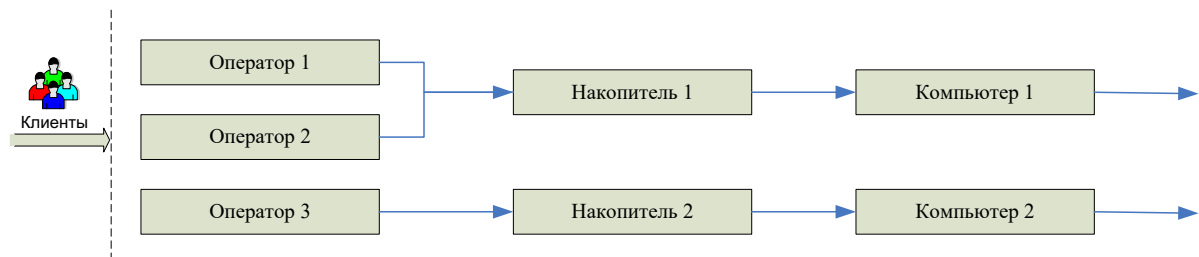 Клиенты
Оператор 1
Оператор 2
Оператор 3
Накопитель 1
Накопитель 2
Компьютер 1
Компьютер 2